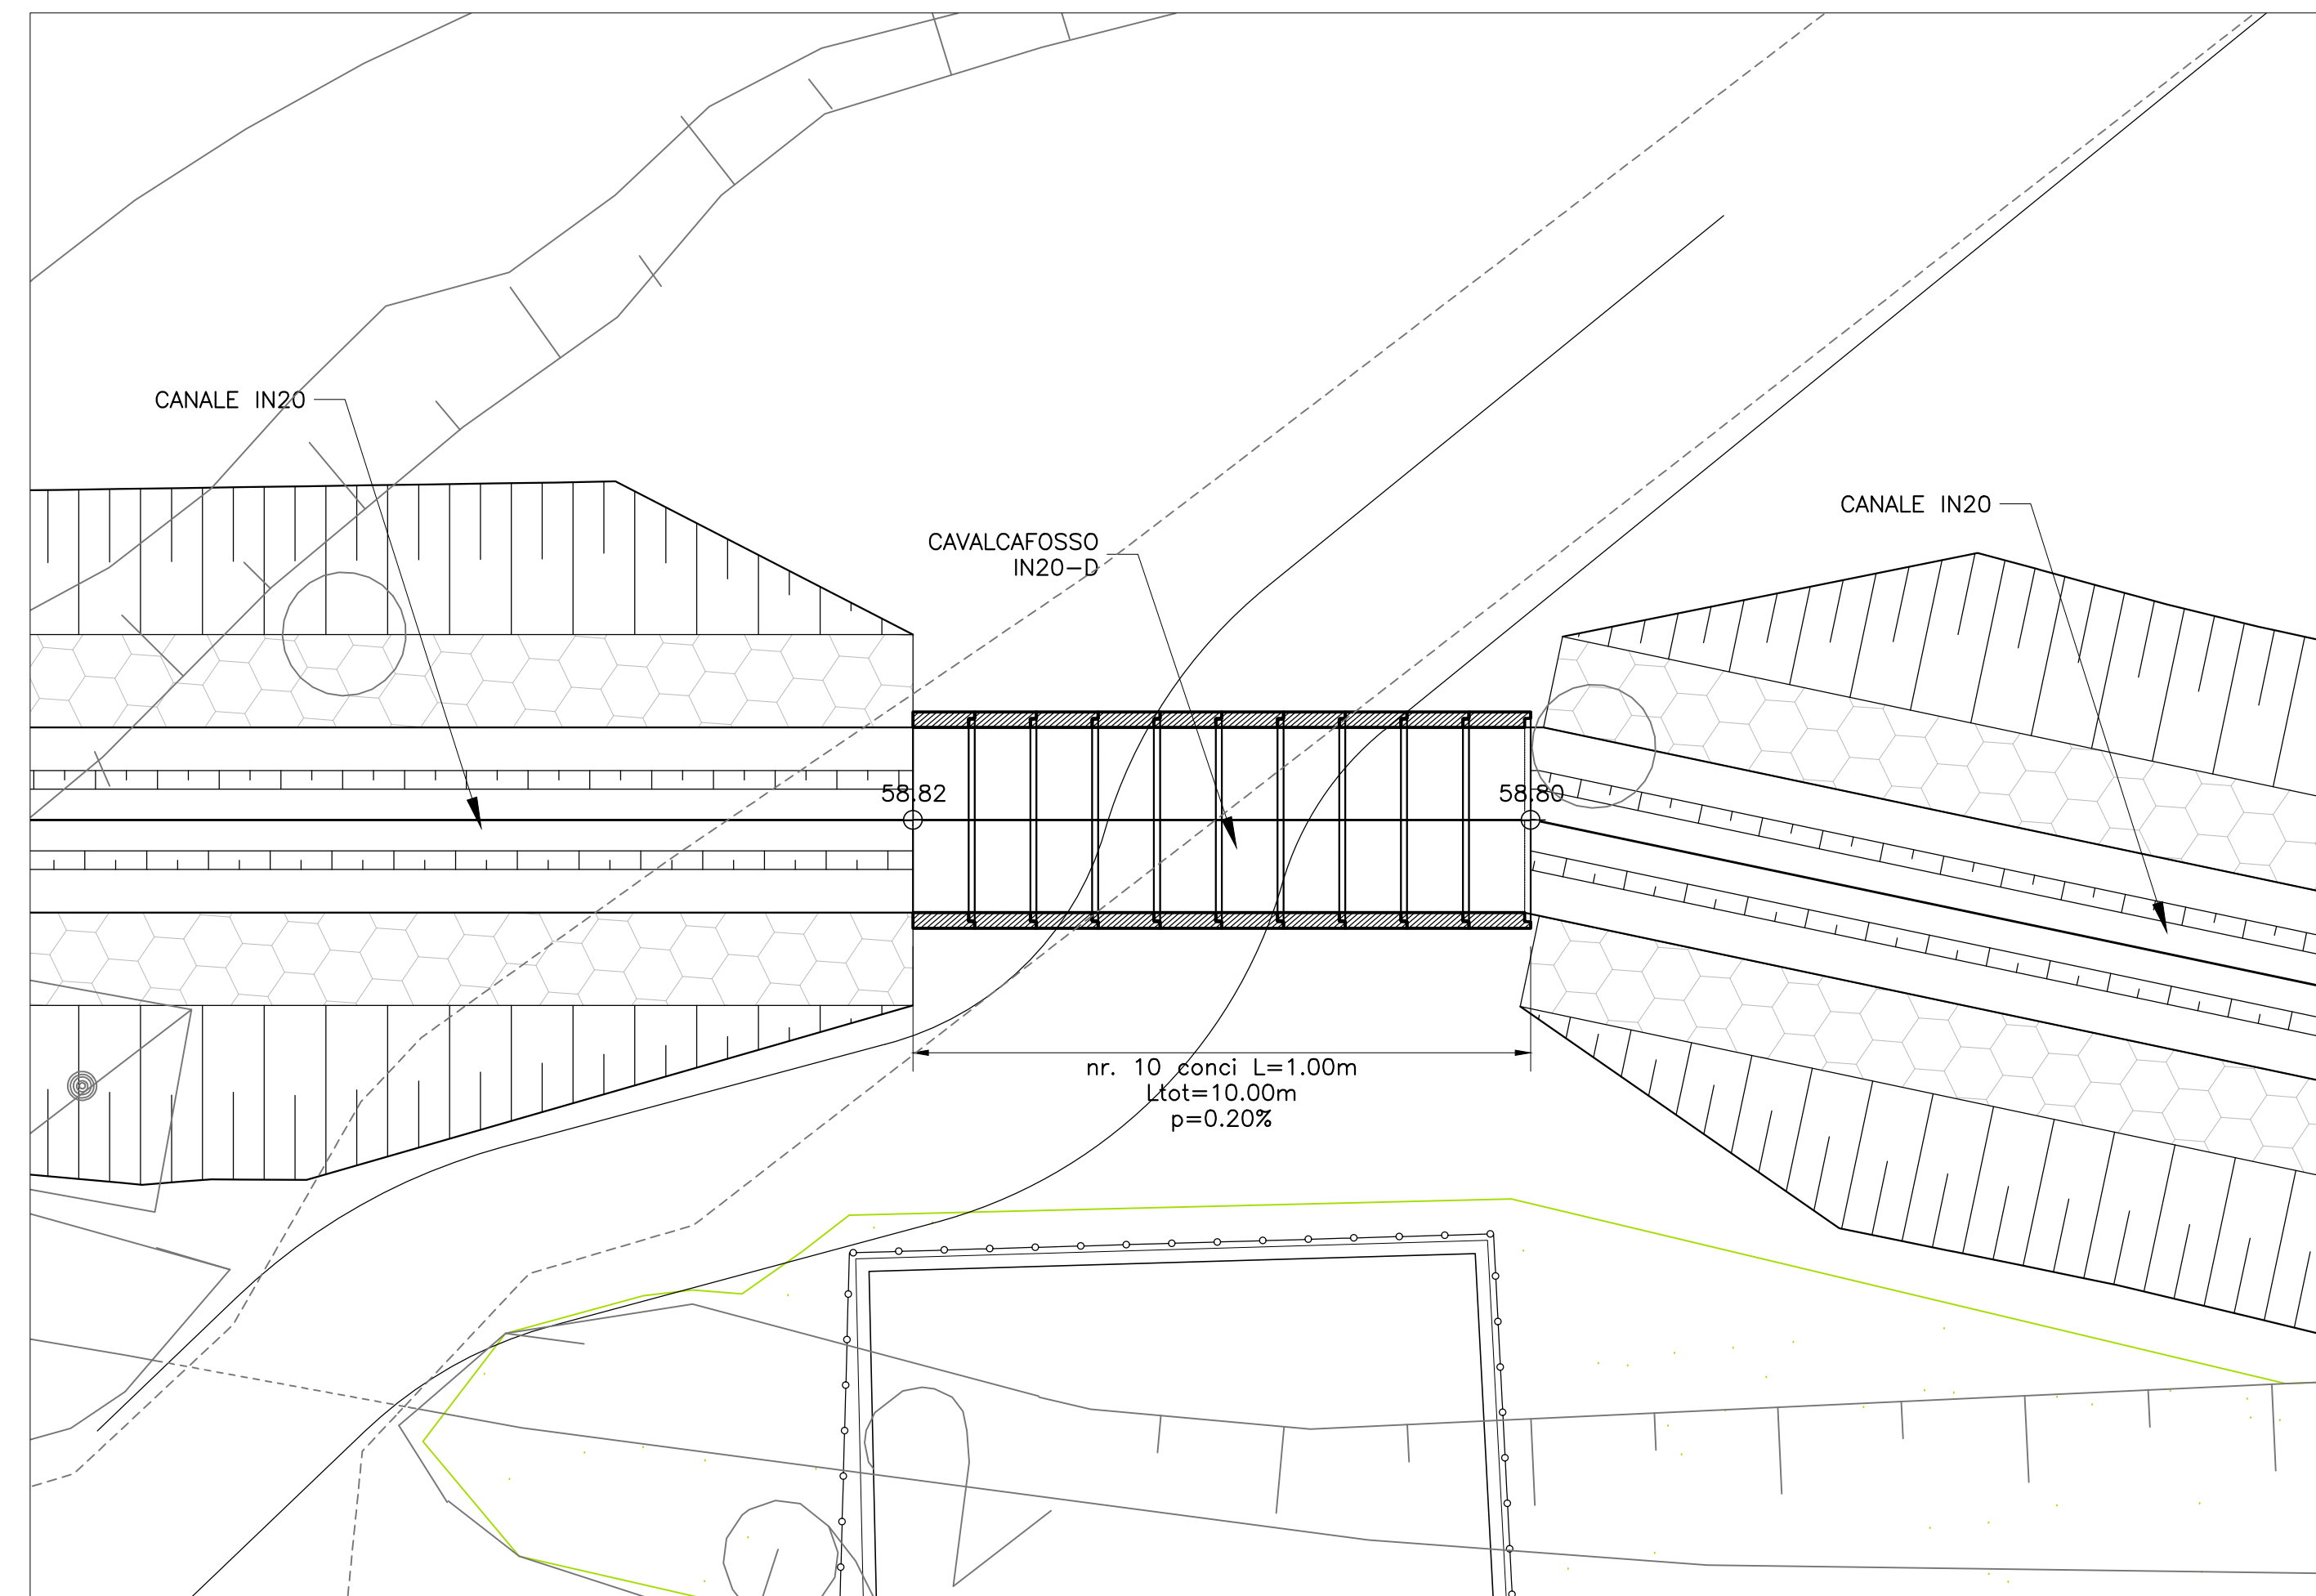 CANALE IN20
CANALE IN20
CAVALCAFOSSO
IN20-D
58.82
58.80
nr. 10 conci L=1.00m
Ltot=10.00m
p=0.20%